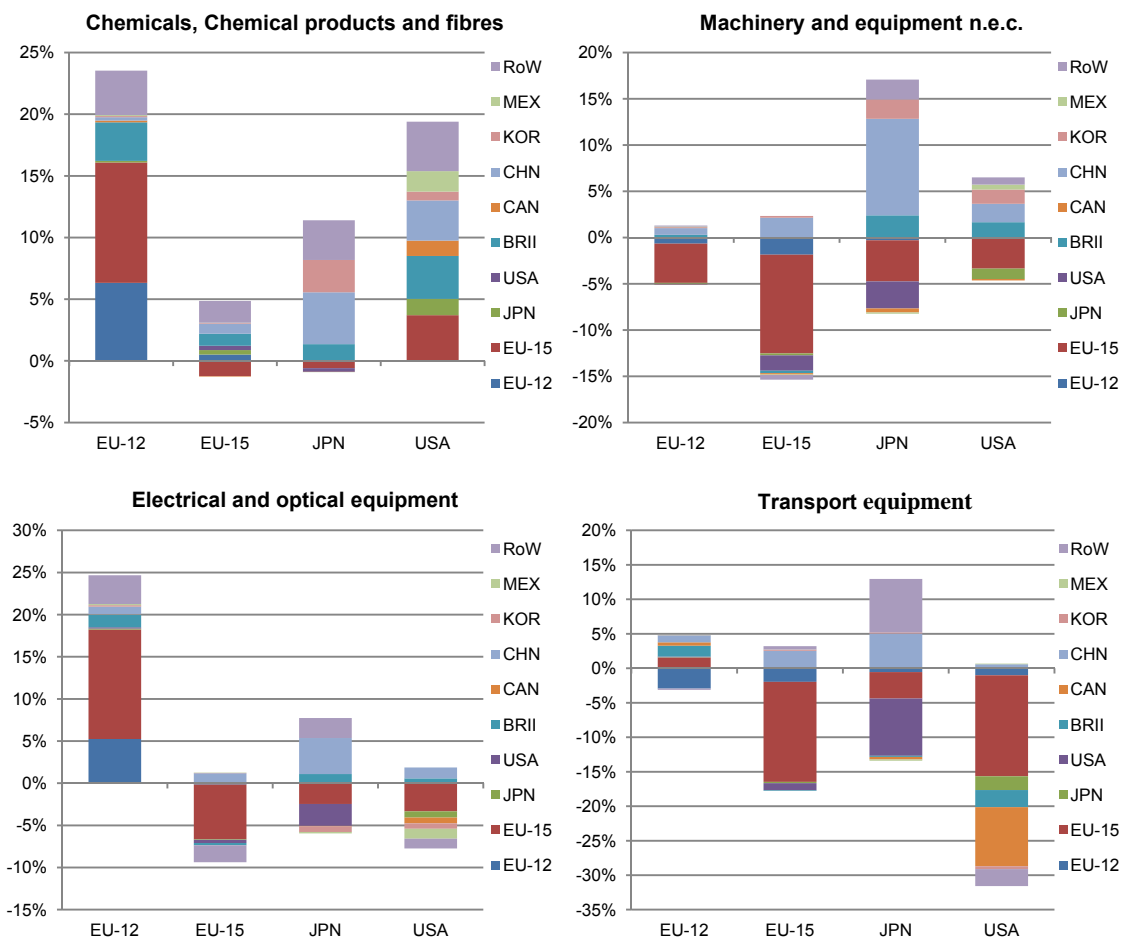 Chemicals, Chemical products and fibres
25%
20%
15%
10%
5%
0%
-5%
EU-12 EU-15 JPN USA
RoW
MEX
KOR
CHN
CAN
BRII
USA
JPN
EU-15
EU-12
Machinery and equipment n.e.c.
20%
15%
10%
5%
0%
-5%
-10%
-15%
-20%
EU-12 EU-15 JPN USA
RoW
MEX
KOR
CHN
CAN
BRII
USA
JPN
EU-15
EU-12
Electrical and optical equipment
30%
25%
20%
15%
10%
5%
0%
-5%
-10%
-15%
EU-12 EU-15 JPN USA
RoW
MEX
KOR
CHN
CAN
BRII
USA
JPN
EU-15
EU-12
Transport equipment
20%
15%
10%
5%
0%
-5%
-10%
-15%
-20%
-25%
-30%
-35%
EU-12 EU-15 JPN USA
RoW
MEX
KOR
CHN
CAN
BRII
USA
JPN
EU-15
EU-12